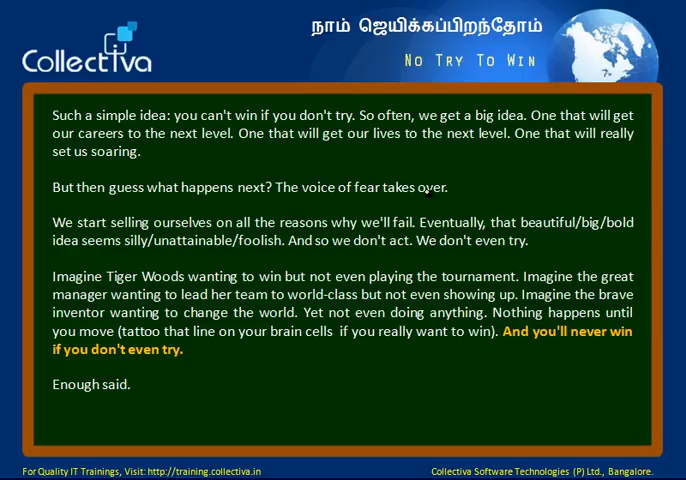 நாம் ஜெயிக்கப்பிறந்தோம்
Collectiva
No Try To Win
Such a simple idea: you can't win if you don't try. So often, we get a big idea. One that will get
our careers to the next level. One that will get our lives to the next level. One that will really
set us soaring.
But then guess what happens next? The voice of fear takes over.
We start selling ourselves on all the reasons why we'll fail. Eventually, that beautiful/big/bold
idea seems silly/unattainable/foolish. And so we don't act. We don't even try.
Imagine Tiger Woods wanting to win but not even playing the tournament. Imagine the great
manager wanting to lead her team to world-class but not even showing up. Imagine the brave
inventor wanting to change the world. Yet not even doing anything. Nothing happens until
you move (tattoo that line on your brain cells if you really want to win). And you'll never win
if you don't even try.
Enough said.
For Quality IT Trainings, Visit: http://training.collectiva.in
Collectiva Software Technologies (P) Ltd., Bangalore.